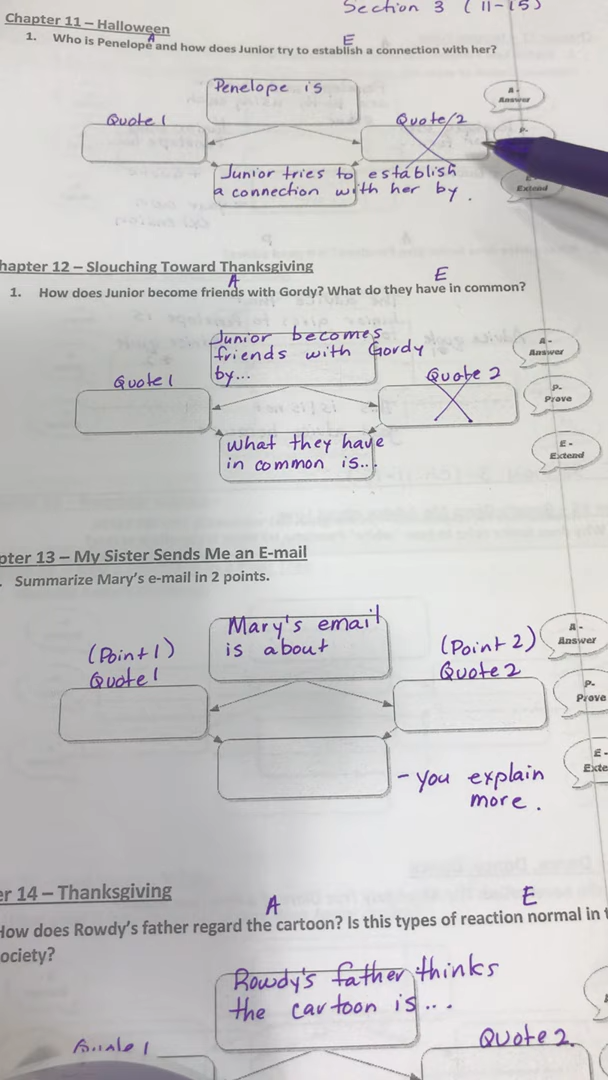 Section 3 (11-15)
Chapter 11 – Halloween
A E
1. Who is Penelope and how does Junior try to establish a connection with her?
Penelope is
A - Answer
Quote 1
Quote 2
P-
Junior tries to establish
a connection with her by.
Extend
hapter 12 – Slouching Toward Thanksgiving
A E
1. How does Junior become friends with Gordy? What do they have in common?
Junior becomes
friends with Gordy
by...
A - Answer
Quote 1
Quote 2
P- Prove
what they have
in common is...
E - Extend
pter 13 – My Sister Sends Me an E-mail
. Summarize Mary's e-mail in 2 points.
Mary's email
is about
A - Answer
(Point 1)
Quote 1
(Point 2)
Quote 2
P- Prove
E - Exte
- you explain
more.
er 14 – Thanksgiving
A E
How does Rowdy's father regard the cartoon? Is this types of reaction normal in
ociety?
Rowdy's father thinks
the cartoon is...
Quote 2.